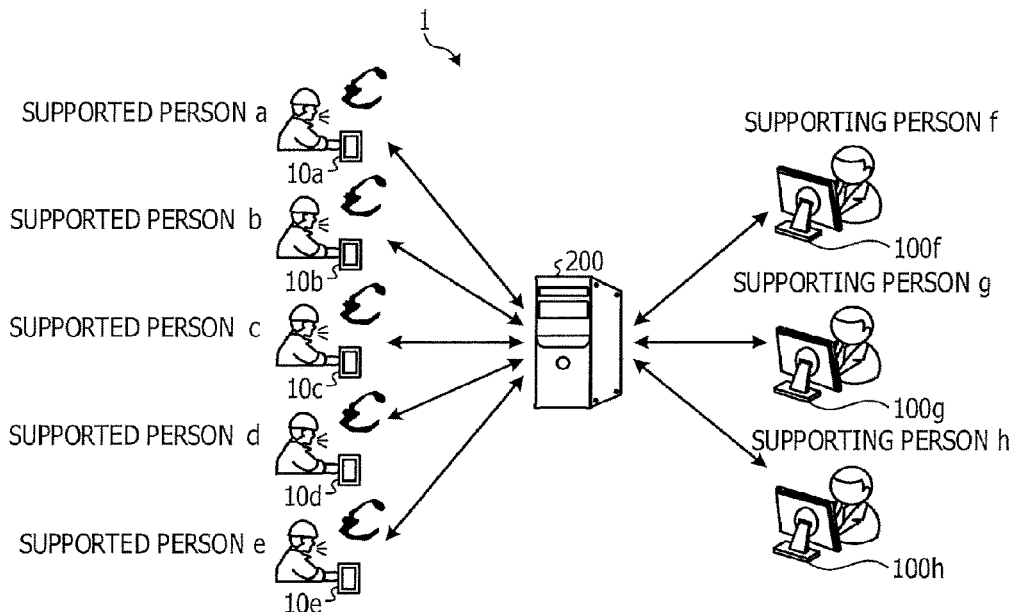 1
SUPPORTED PERSON a
10a
SUPPORTED PERSON b
10b
SUPPORTED PERSON c
10c
SUPPORTED PERSON d
10d
SUPPORTED PERSON e
10e
200
SUPPORTING PERSON f
100f
SUPPORTING PERSON g
100g
SUPPORTING PERSON h
100h